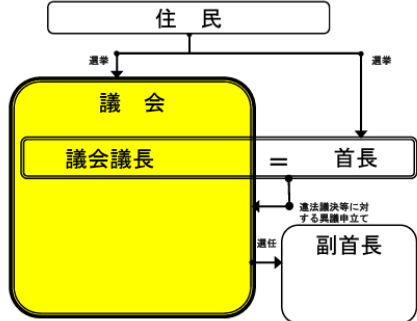 住 民
選挙
選挙
議 会
議会議長 ＝ 首長
違法議決等に対
する異議申立て
選任
副首長